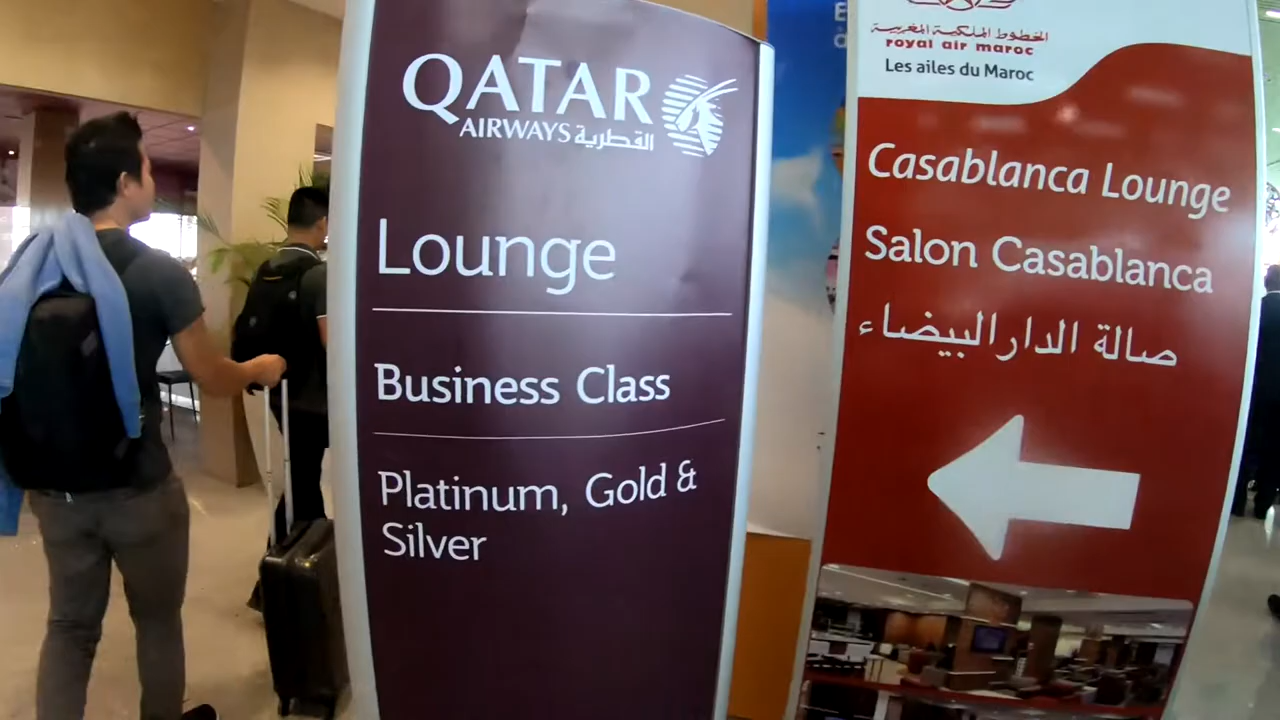 QATAR
AIRWAYS القطرية
Lounge
Business Class
Platinum, Gold &
Silver
الخطوط الملكية المغربية
royal air maroc
Les ailes du Maroc
Casablanca Lounge
Salon Casablanca
صالة الدار البيضاء